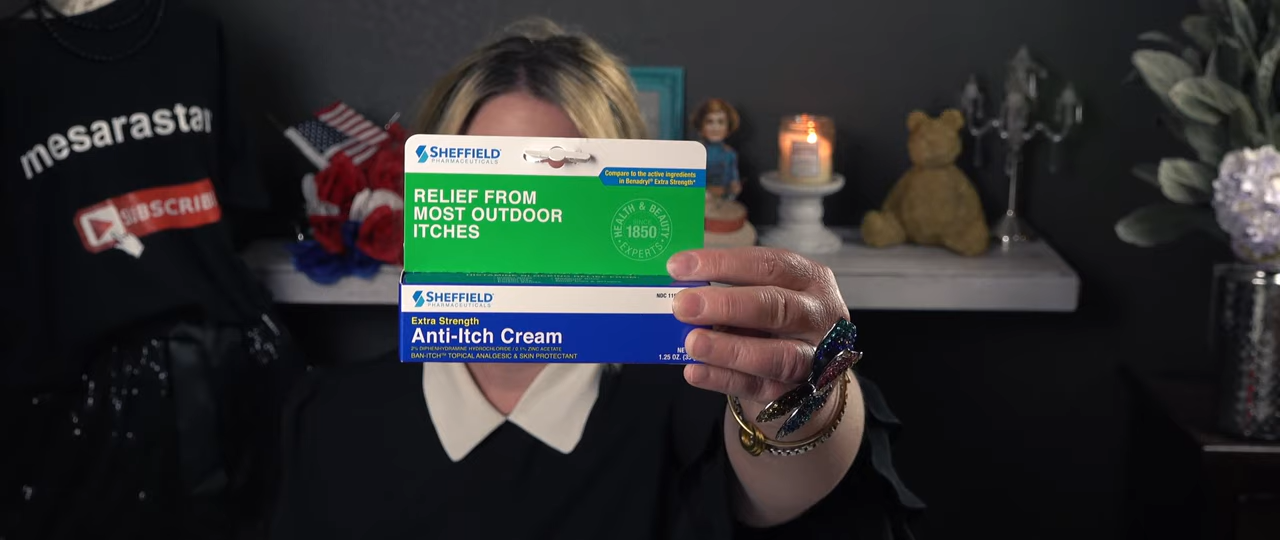 mesarastar
SUBSCRIBE
SHEFFIELD
PHARMACEUTICALS
Compare to the active ingredients
in Benadryl® Extra Strength*
RELIEF FROM
MOST OUTDOOR
ITCHES
HEALTH & BEAUTY
SINCE
1850
EXPERTS
SHEFFIELD
PHARMACEUTICALS
NDC
Extra Strength
Anti-Itch Cream
2% DIPHENHYDRAMINE HYDROCHLORIDE / 0.1% ZINC ACETATE
BAN-ITCH™ TOPICAL ANALGESIC & SKIN PROTECTANT
1.25 OZ.